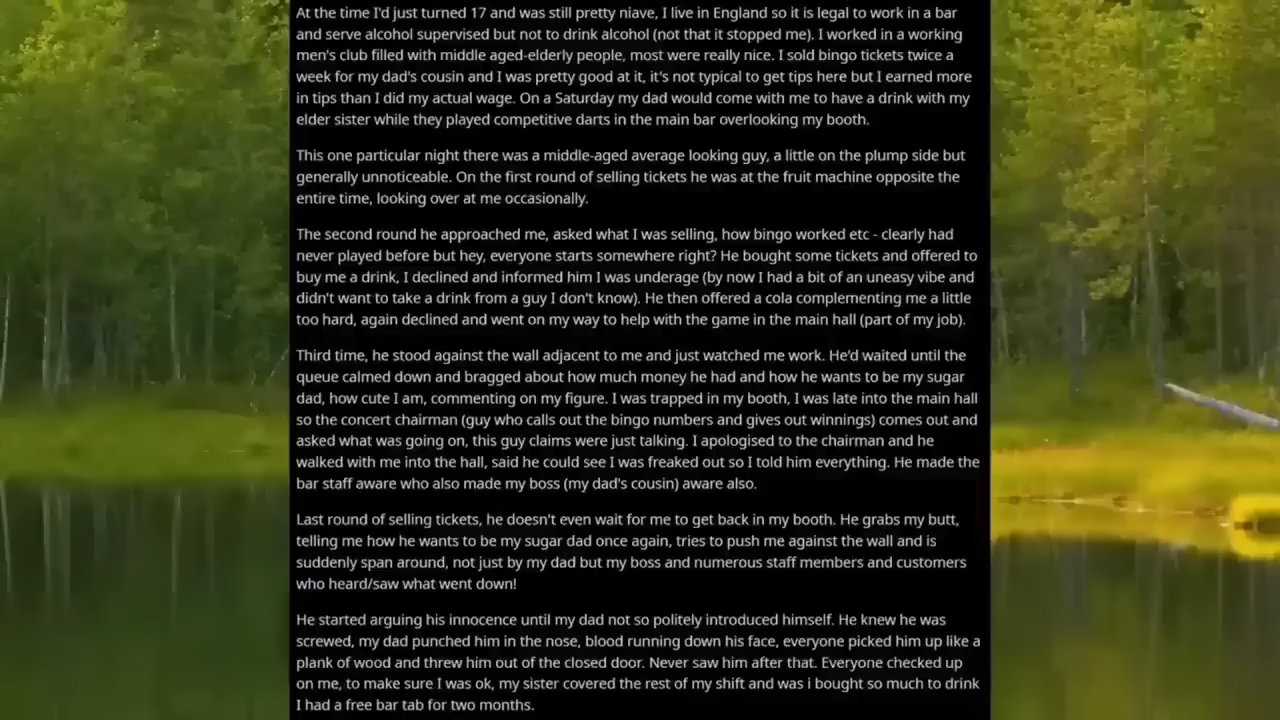 At the time I'd just turned 17 and was still pretty niave, I live in England so it is legal to work in a bar
and serve alcohol supervised but not to drink alcohol (not that it stopped me). I worked in a working
men's club filled with middle aged-elderly people, most were really nice. I sold bingo tickets twice a
week for my dad's cousin and I was pretty good at it, it's not typical to get tips here but I earned more
in tips than I did my actual wage. On a Saturday my dad would come with me to have a drink with my
elder sister while they played competitive darts in the main bar overlooking my booth.
This one particular night there was a middle-aged average looking guy, a little on the plump side but
generally unnoticeable. On the first round of selling tickets he was at the fruit machine opposite the
entire time, looking over at me occasionally.
The second round he approached me, asked what I was selling, how bingo worked etc - clearly had
never played before but hey, everyone starts somewhere right? He bought some tickets and offered to
buy me a drink, I declined and informed him I was underage (by now I had a bit of an uneasy vibe and
didn't want to take a drink from a guy I don't know). He then offered a cola complementing me a little
too hard, again declined and went on my way to help with the game in the main hall (part of my job).
Third time, he stood against the wall adjacent to me and just watched me work. He'd waited until the
queue calmed down and bragged about how much money he had and how he wants to be my sugar
dad, how cute I am, commenting on my figure. I was trapped in my booth, I was late into the main hall
so the concert chairman (guy who calls out the bingo numbers and gives out winnings) comes out and
asked what was going on, this guy claims were just talking. I apologised to the chairman and he
walked with me into the hall, said he could see I was freaked out so I told him everything. He made the
bar staff aware who also made my boss (my dad's cousin) aware also.
Last round of selling tickets, he doesn't even wait for me to get back in my booth. He grabs my butt,
telling me how he wants to be my sugar dad once again, tries to push me against the wall and is
suddenly span around, not just by my dad but my boss and numerous staff members and customers
who heard/saw what went down!
He started arguing his innocence until my dad not so politely introduced himself. He knew he was
screwed, my dad punched him in the nose, blood running down his face, everyone picked him up like a
plank of wood and threw him out of the closed door. Never saw him after that. Everyone checked up
on me, to make sure I was ok, my sister covered the rest of my shift and was i bought so much to drink
I had a free bar tab for two months.